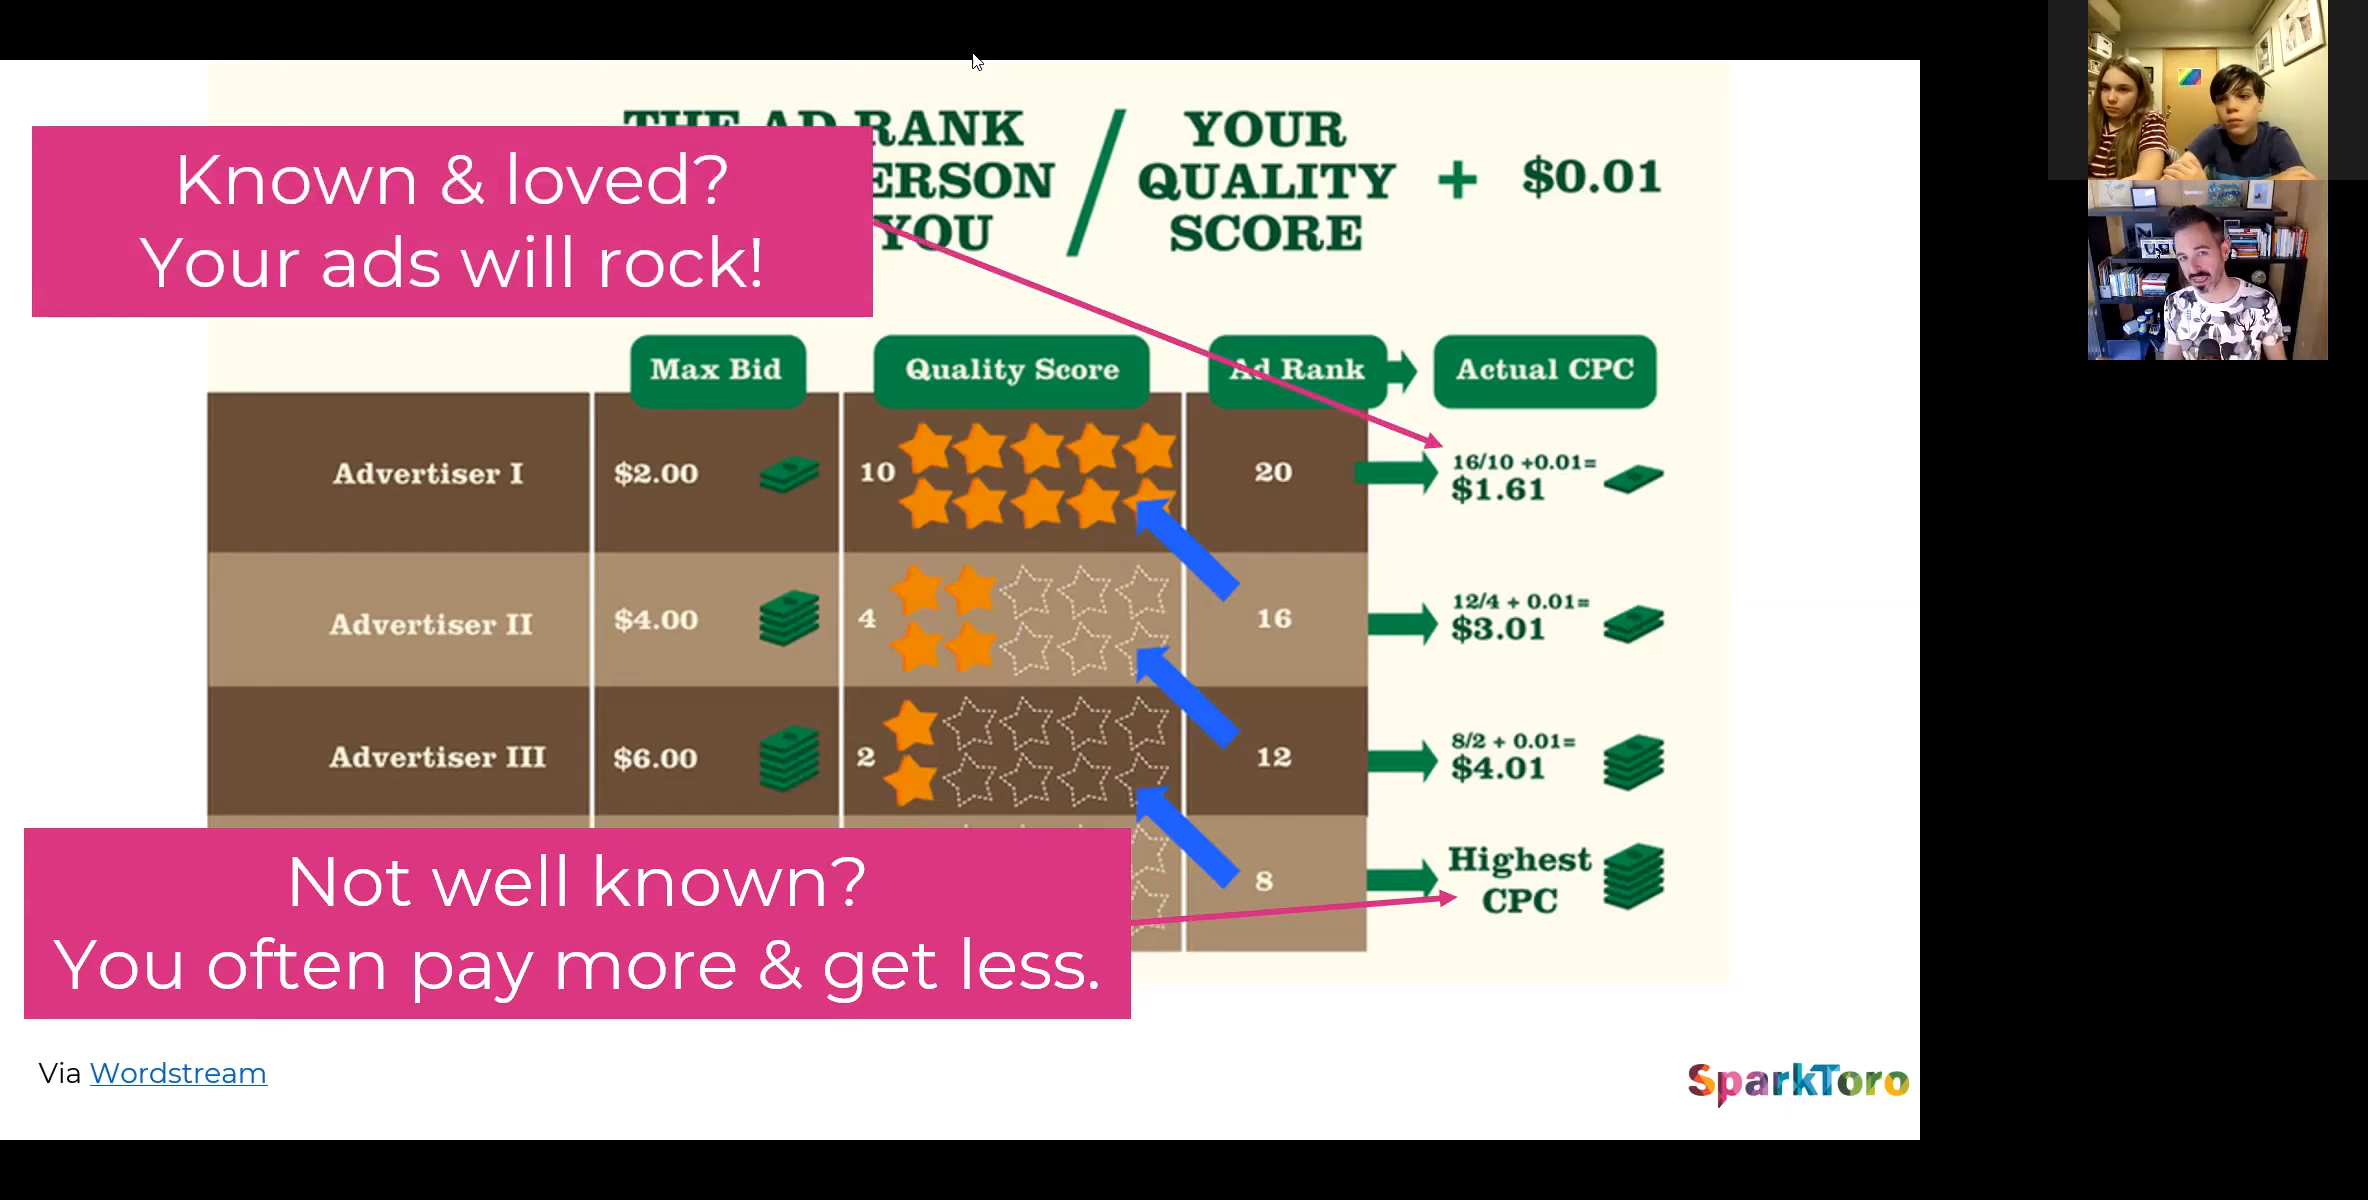 THE AD RANK
ERSON
YOU
/
YOUR
QUALITY
SCORE
+ $0.01
Known & loved?
Your ads will rock!
Max Bid
Quality Score
Ad Rank
Actual CPC
Advertiser I
$2.00
10
20
16/10 +0.01=
$1.61
Advertiser II
$4.00
4
16
12/4 + 0.01=
$3.01
Advertiser III
$6.00
2
12
8/2 + 0.01=
$4.01
8
Highest
CPC
Not well known?
You often pay more & get less.
Via Wordstream
SparkToro